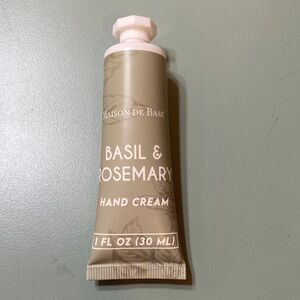 MAISON DE BASE
BASIL &
ROSEMARY
HAND CREAM
1 FL OZ (30 ML)